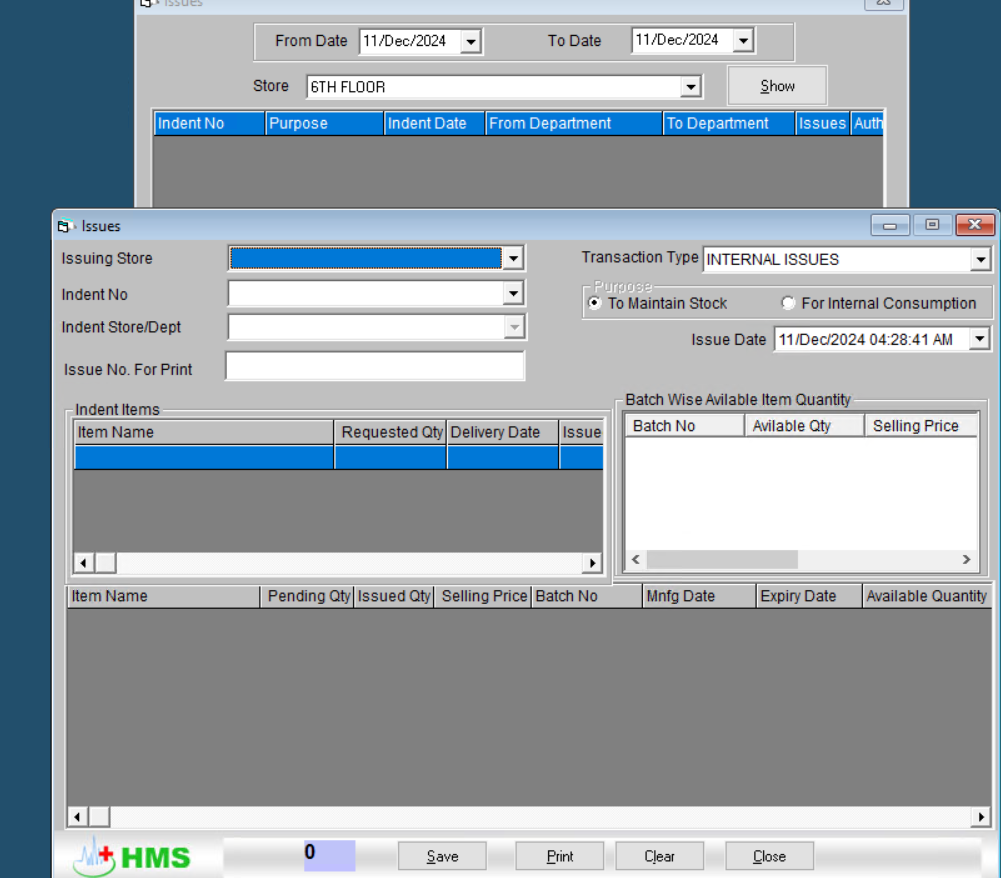 Issues
From Date 11/Dec/2024 To Date 11/Dec/2024
Store 6TH FLOOR Show
Indent No Purpose Indent Date From Department To Department Issues Auth
Issues
Issuing Store Transaction Type INTERNAL ISSUES
Purpose
Indent No To Maintain Stock For Internal Consumption
Indent Store/Dept
Issue Date 11/Dec/2024 04:28:41 AM
Issue No. For Print
Indent Items Batch Wise Avilable Item Quantity
Item Name Requested Qty Delivery Date Issue Batch No Avilable Qty Selling Price
Item Name Pending Qty Issued Qty Selling Price Batch No Mnfg Date Expiry Date Available Quantity
HMS 0 Save Print Clear Close